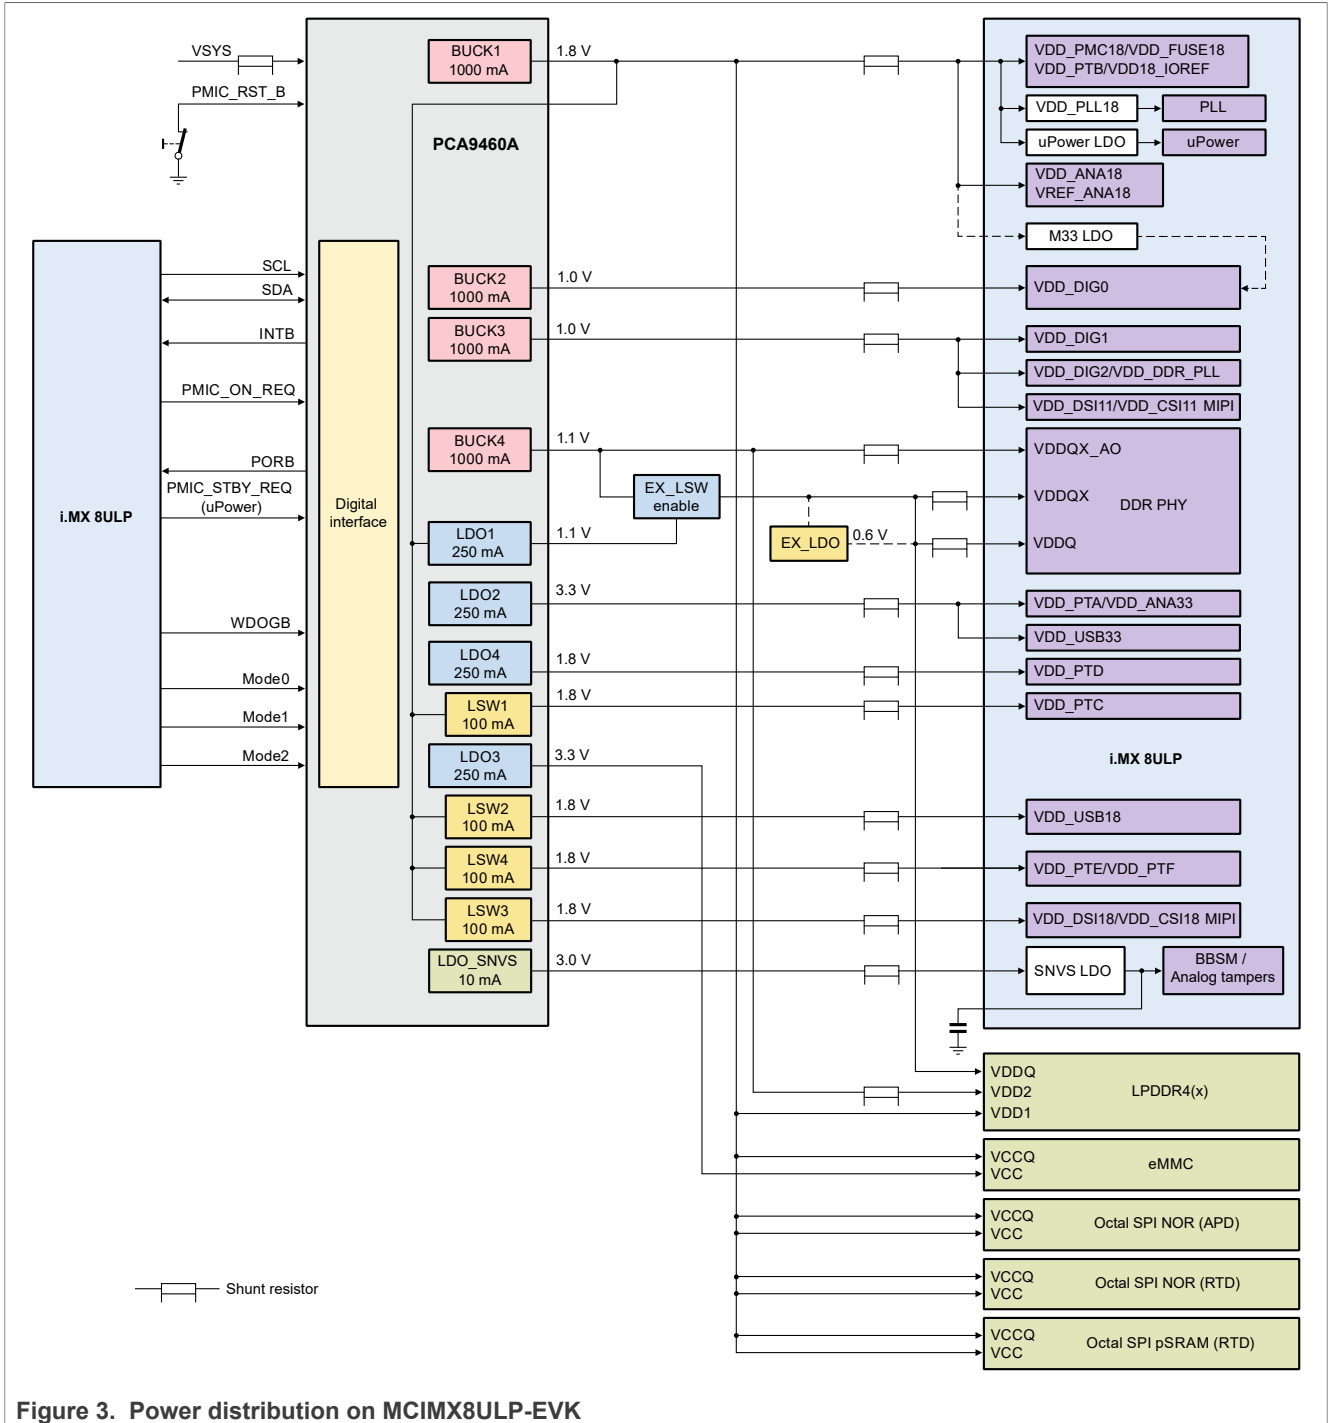 VSYS
PMIC_RST_B
BUCK1
1000 mA
1.8 V
PCA9460A
VDD_PMC18/VDD_FUSE18
VDD_PTB/VDD18_IOREF
VDD_PLL18
PLL
uPower LDO
uPower
VDD_ANA18
VREF_ANA18
M33 LDO
i.MX 8ULP
SCL
SDA
INTB
PMIC_ON_REQ
PORB
PMIC_STBY_REQ
(uPower)
WDOGB
Mode0
Mode1
Mode2
Digital
interface
BUCK2
1000 mA
1.0 V
VDD_DIG0
BUCK3
1000 mA
1.0 V
VDD_DIG1
VDD_DIG2/VDD_DDR_PLL
VDD_DSI11/VDD_CSI11 MIPI
BUCK4
1000 mA
1.1 V
EX_LSW
enable
EX_LDO
0.6 V
VDDQX_AO
VDDQX
DDR PHY
VDDQ
LDO1
250 mA
1.1 V
LDO2
250 mA
3.3 V
VDD_PTA/VDD_ANA33
VDD_USB33
LDO4
250 mA
1.8 V
VDD_PTD
LSW1
100 mA
1.8 V
VDD_PTC
LDO3
250 mA
3.3 V
i.MX 8ULP
LSW2
100 mA
1.8 V
VDD_USB18
LSW4
100 mA
1.8 V
VDD_PTE/VDD_PTF
LSW3
100 mA
1.8 V
VDD_DSI18/VDD_CSI18 MIPI
LDO_SNVS
10 mA
3.0 V
SNVS LDO
BBSM /
Analog tampers
VDDQ
VDD2
VDD1
LPDDR4(x)
VCCQ
VCC
eMMC
VCCQ
VCC
Octal SPI NOR (APD)
VCCQ
VCC
Octal SPI NOR (RTD)
VCCQ
VCC
Octal SPI pSRAM (RTD)
Shunt resistor
Figure 3. Power distribution on MCIMX8ULP-EVK